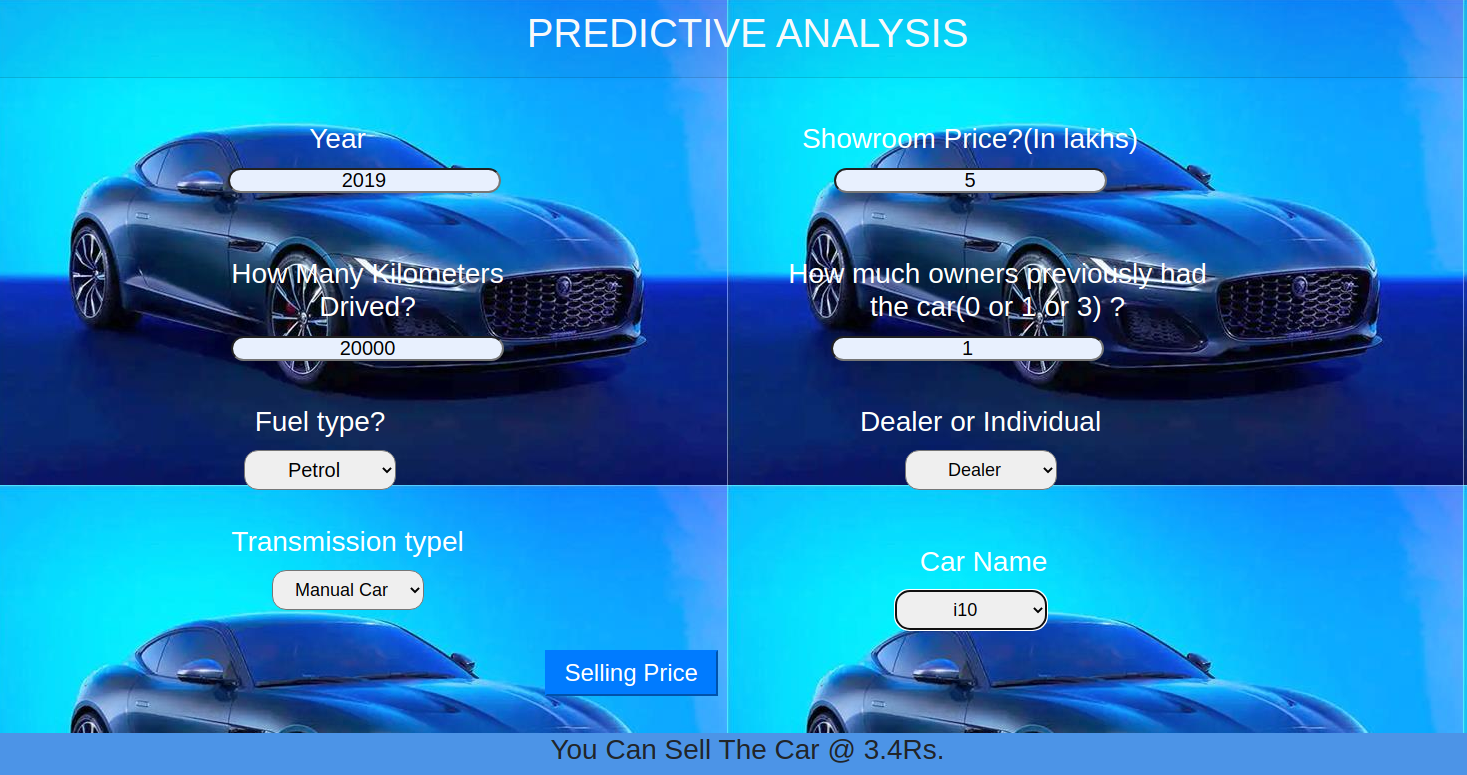 PREDICTIVE ANALYSIS
Year
Showroom Price?(In lakhs)
2019
5
How Many Kilometers
Drived?
How much owners previously had
the car(0 or 1 or 3) ?
20000
1
Fuel type?
Dealer or Individual
Petrol
Dealer
Transmission typel
Car Name
Manual Car
i10
Selling Price
You Can Sell The Car @ 3.4Rs.